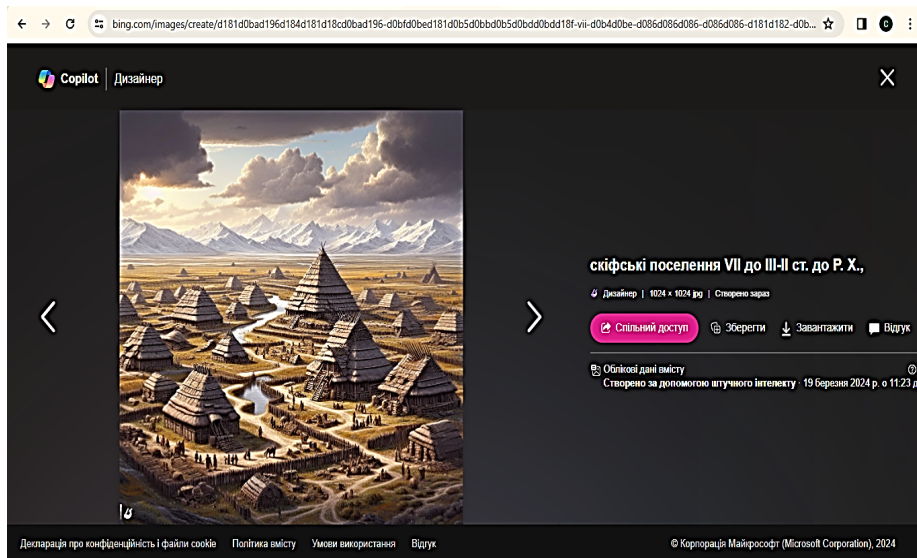 bing.com/images/create/d181d0bad196d184d181d18cd0bad196-d0bfd0bed181d0b5d0bbd0b5d0bdd0bdd18f-vii-d0b4d0be-d086d086d086-d086d086-d181d182-d0b...
Copilot | Дизайнер
скіфські поселення VII до III-II ст. до Р. Х.,
Дизайнер | 1024 × 1024 jpg | Створено зараз
Спільний доступ Зберегти Завантажити Відгук
Облікові дані вмісту
Створено за допомогою штучного інтелекту · 19 березня 2024 р. о 11:23 д
Декларація про конфіденційність і файли cookie Політика вмісту Умови використання Відгук
© Корпорація Майкрософт (Microsoft Corporation), 2024